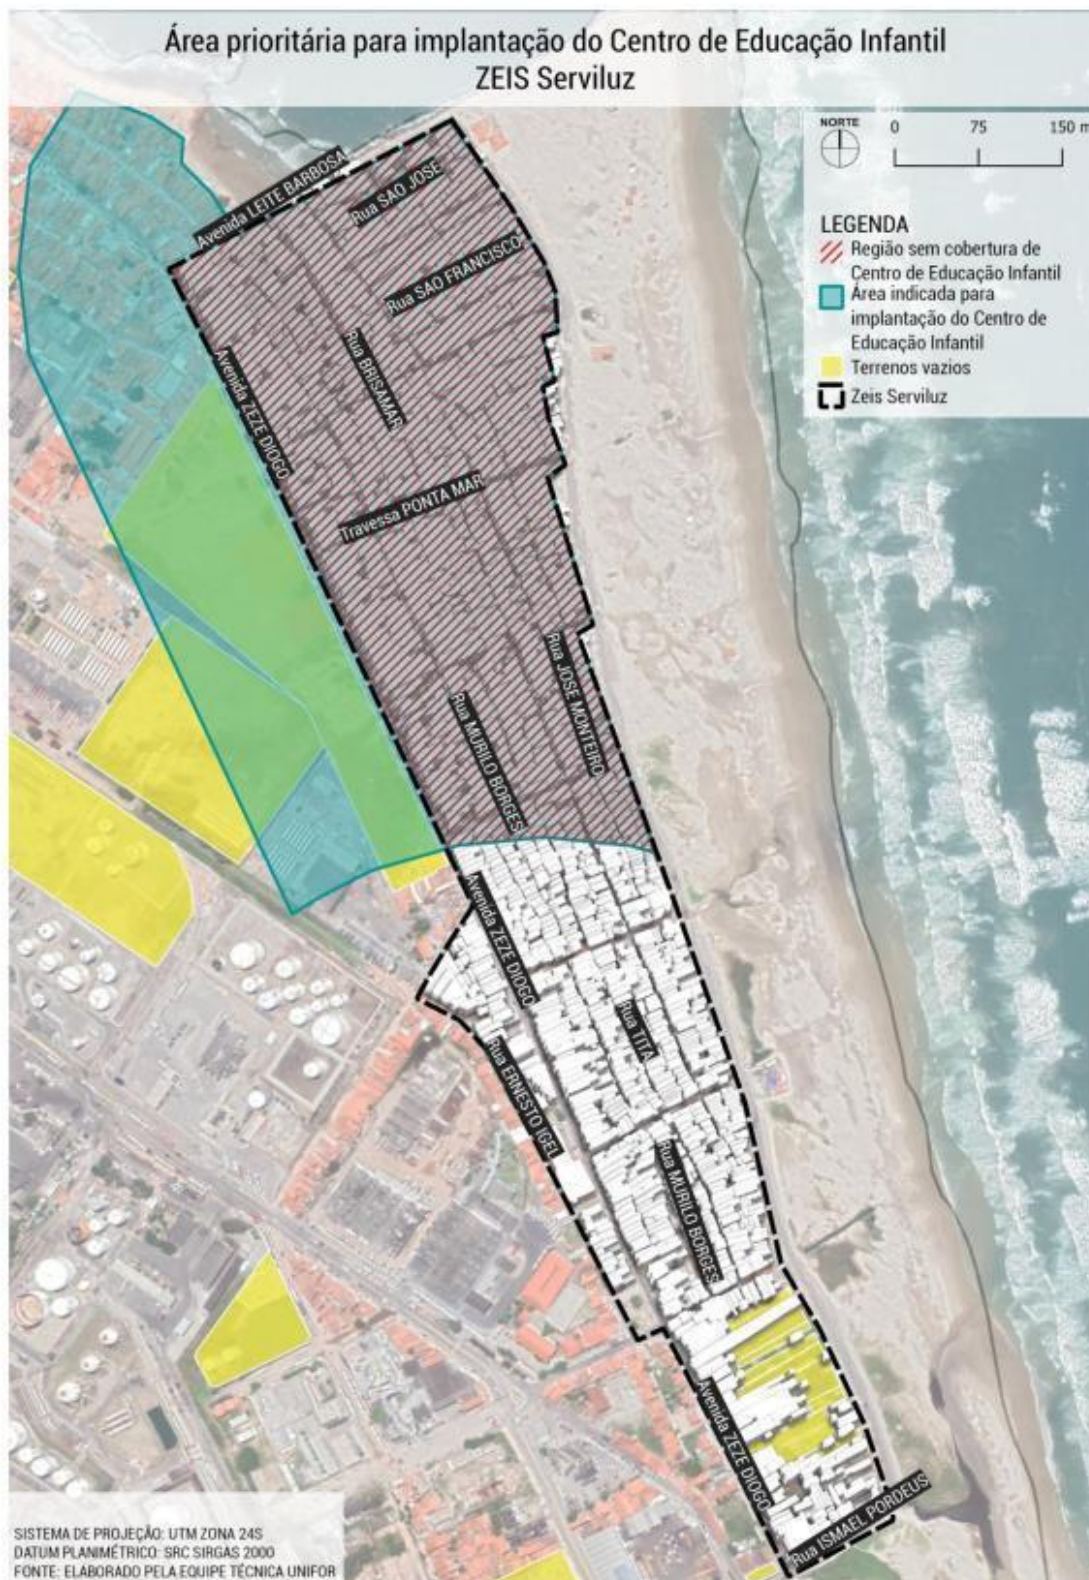 Área prioritária para implantação do Centro de Educação Infantil
ZEIS Serviluz
NORTE
0 75 150 m
LEGENDA
Região sem cobertura de
Centro de Educação Infantil
Área indicada para
implantação do Centro de
Educação Infantil
Terrenos vazios
Zeis Serviluz
Avenida LEITE BARBOSA
Rua SAO JOSE
Rua SAO FRANCISCO
Rua BRISAMAR
Avenida ZEZE DIOGO
Travessa PONTA MAR
Rua JOSE MONTEIRO
Rua MURILO BORGES
Avenida ZEZE DIOGO
Rua TITA
Rua ERNESTO IGEL
Rua MURILO BORGES
Avenida ZEZE DIOGO
Rua ISMAEL PORDEUS
SISTEMA DE PROJEÇÃO: UTM ZONA 24S
DATUM PLANIMÉTRICO: SRC SIRGAS 2000
FONTE: ELABORADO PELA EQUIPE TÉCNICA UNIFOR